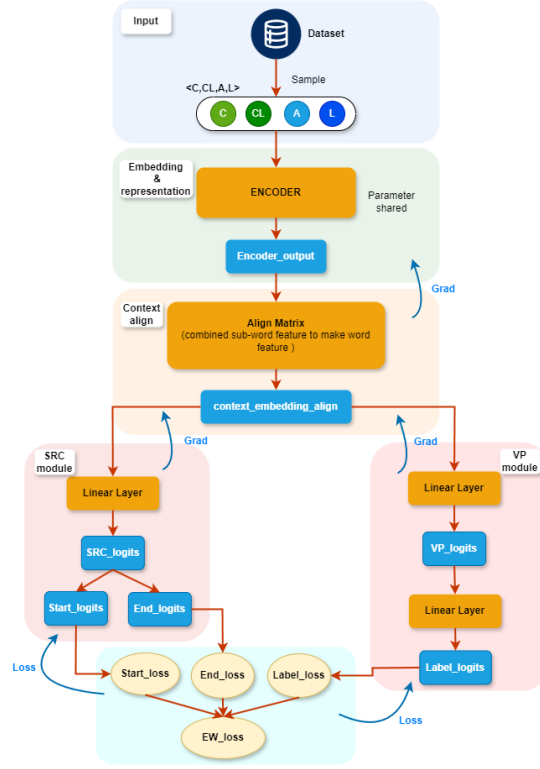 Input
Dataset
Sample
<C,CL,A,L>
C
CL
A
L
Embedding
&
representation
ENCODER
Parameter
shared
Encoder_output
Grad
Context
align
Align Matrix
(combined sub-word feature to make word
feature )
context_embedding_align
Grad
Grad
SRC
module
VP
module
Linear Layer
Linear Layer
SRC_logits
VP_logits
Start_logits
End_logits
Linear Layer
Loss
Start_loss
End_loss
Label_loss
Label_logits
Loss
EW_loss